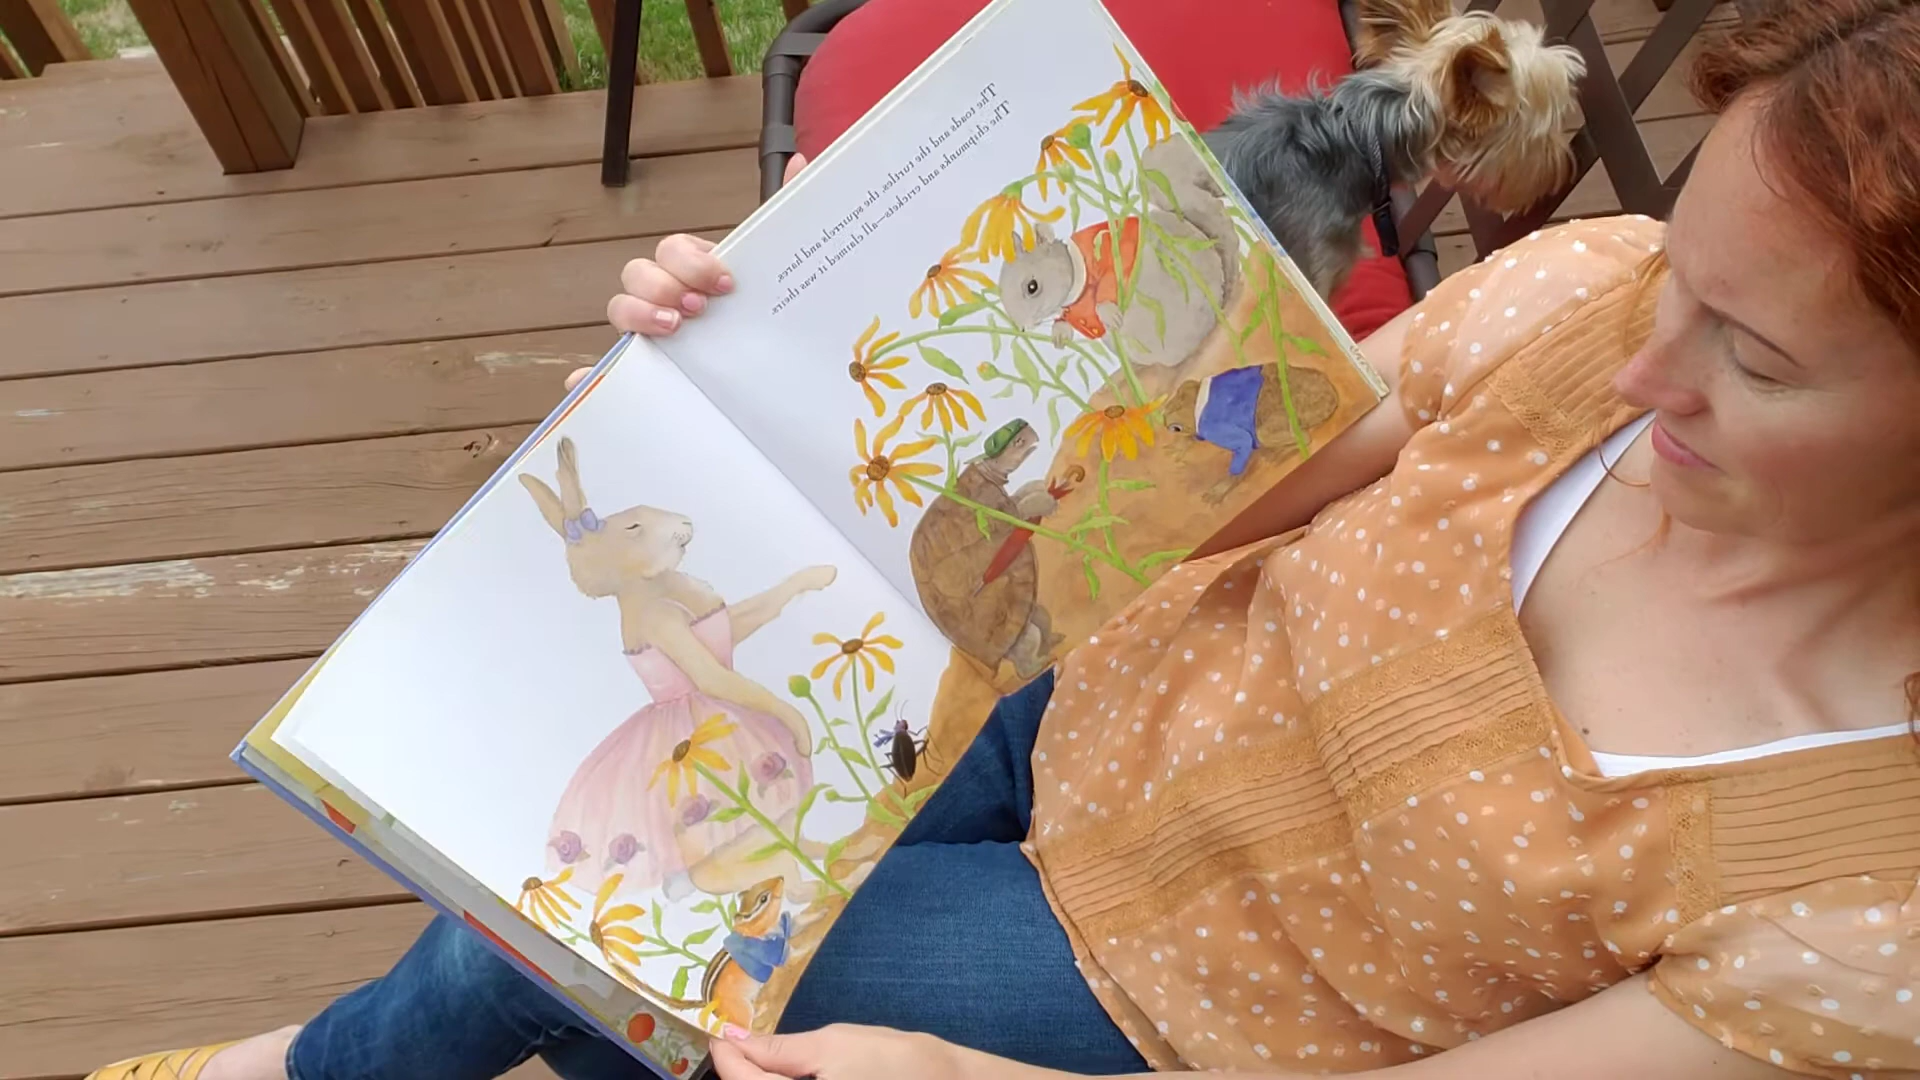 The toads and the turtles, the squirrels and hares,
The chipmunks and crickets—all claimed it was theirs.